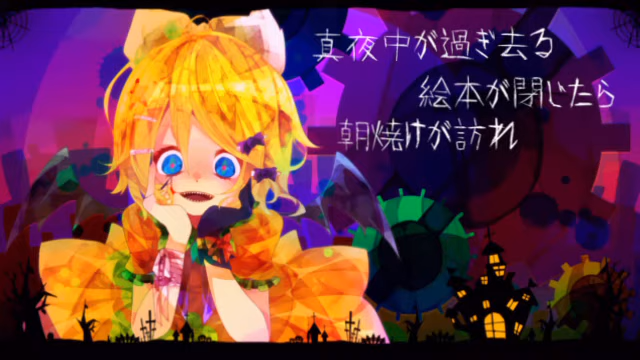 真夜中が過ぎ去る
絵本が閉じたら
朝焼けが訪れ